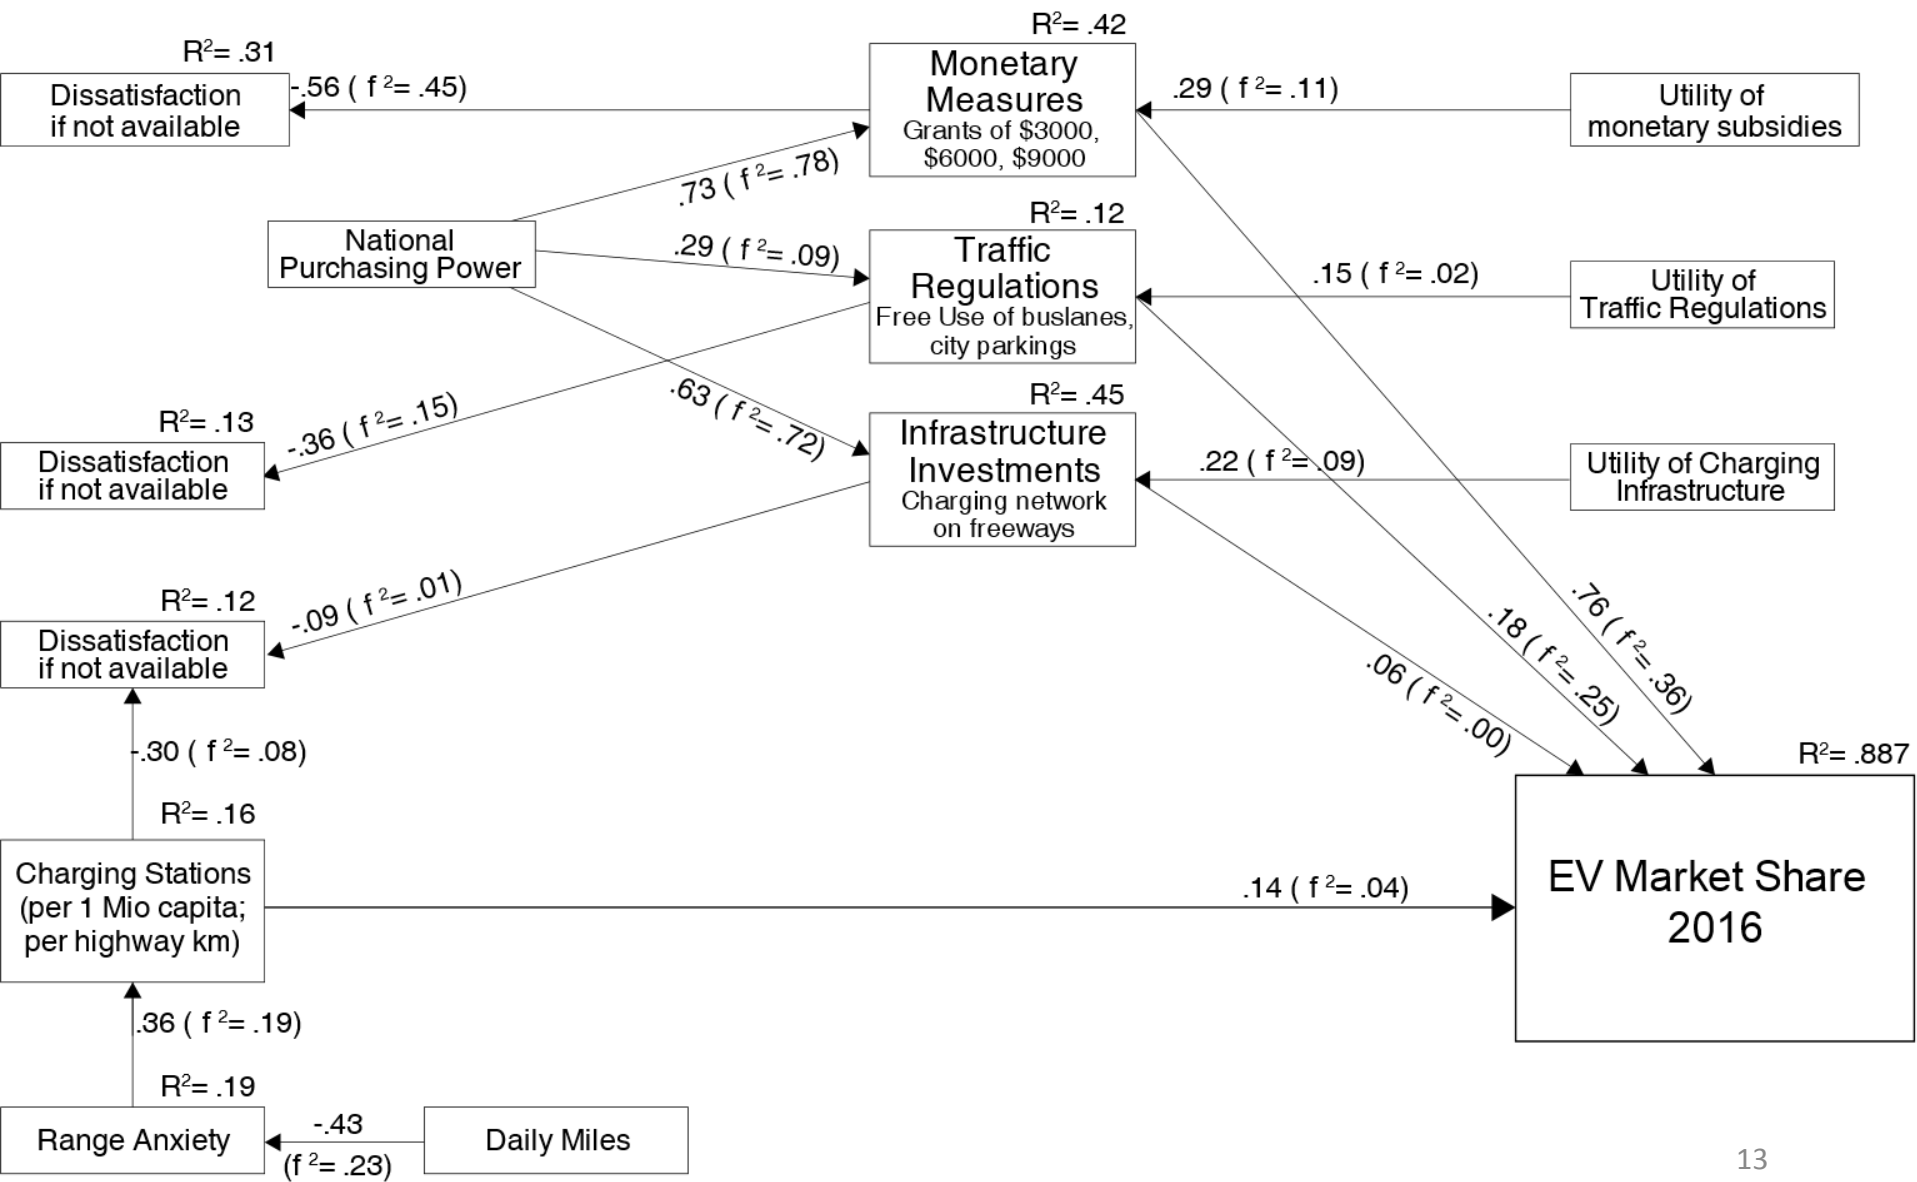 R²= .42
R²= .31
Monetary
Measures
Grants of $3000,
$6000, $9000
Dissatisfaction
if not available
-.56 ( f ²= .45)
.29 ( f ²= .11)
Utility of
monetary subsidies
.73 ( f ²= .78)
R²= .12
National
Purchasing Power
.29 ( f ²= .09)
Traffic
Regulations
Free Use of buslanes,
city parkings
.15 ( f ²= .02)
Utility of
Traffic Regulations
.63 ( f ²= .72)
R²= .45
R²= .13
-.36 ( f ²= .15)
Dissatisfaction
if not available
Infrastructure
Investments
Charging network
on freeways
.22 ( f ²= .09)
Utility of Charging
Infrastructure
R²= .12
-.09 ( f ²= .01)
Dissatisfaction
if not available
.76 ( f ²= .36)
.18 ( f ²= .25)
.06 ( f ²= .00)
-.30 ( f ²= .08)
R²= .887
R²= .16
Charging Stations
(per 1 Mio capita;
per highway km)
.14 ( f ²= .04)
EV Market Share
2016
.36 ( f ²= .19)
R²= .19
Range Anxiety
-.43
(f ²= .23)
Daily Miles
13